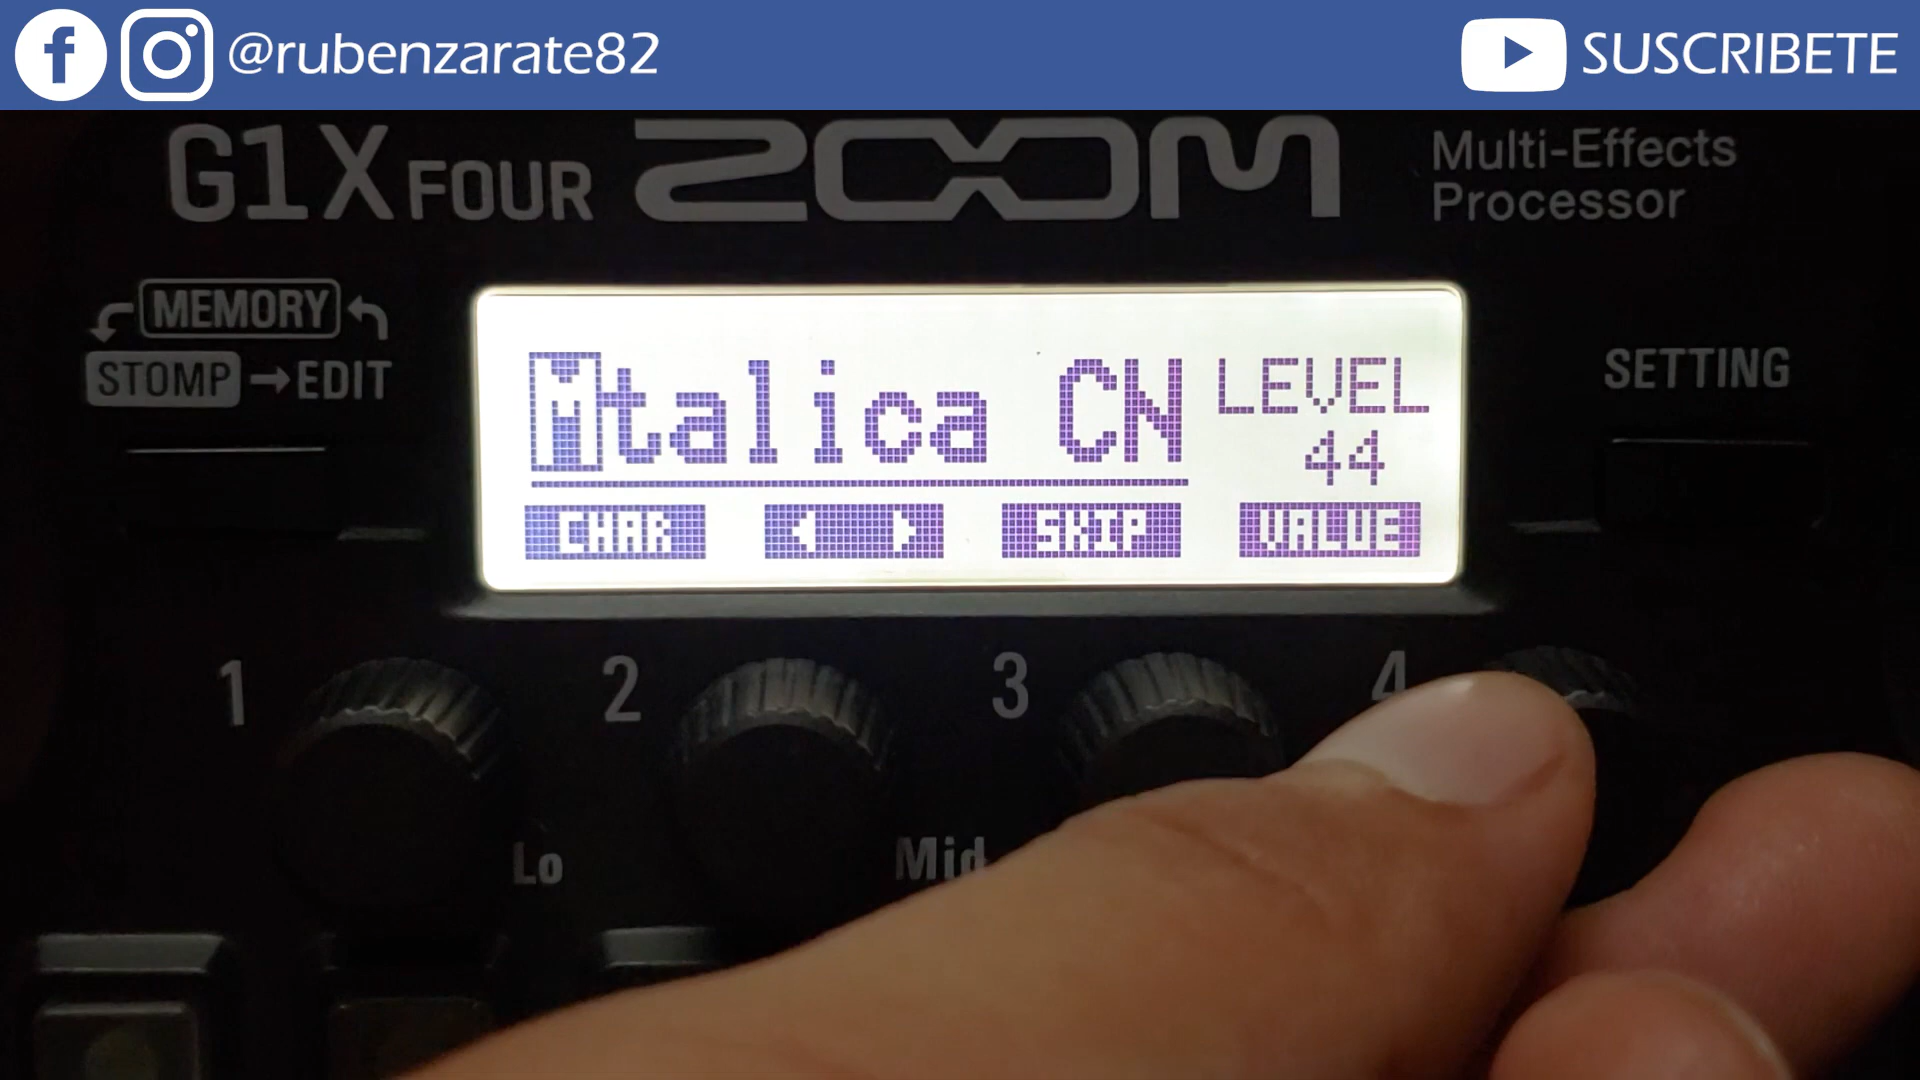 @rubenzarate82
SUSCRIBETE
G1X FOUR ZOOM
Multi-Effects
Processor
MEMORY
STOMP → EDIT
SETTING
Mtalica CN
LEVEL
44
CHAR
SKIP
VALUE
1
2
3
4
Lo
Mid